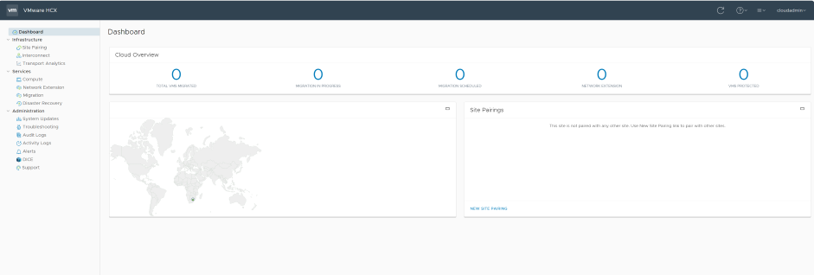 vm VMware HCX
cloudadmin
Dashboard
Infrastructure
Site Pairing
Interconnect
Transport Analytics
Services
Compute
Network Extension
Migration
Disaster Recovery
Administration
System Updates
Troubleshooting
Audit Logs
Activity Logs
Alerts
DICE
Support
Dashboard
Cloud Overview
0 0 0 0 0
TOTAL VMS MIGRATED MIGRATION IN PROGRESS MIGRATION SCHEDULED NETWORK EXTENSION VMS PROTECTED
Site Pairings
This site is not paired with any other site. Use New Site Pairing link to pair with other sites.
NEW SITE PAIRING